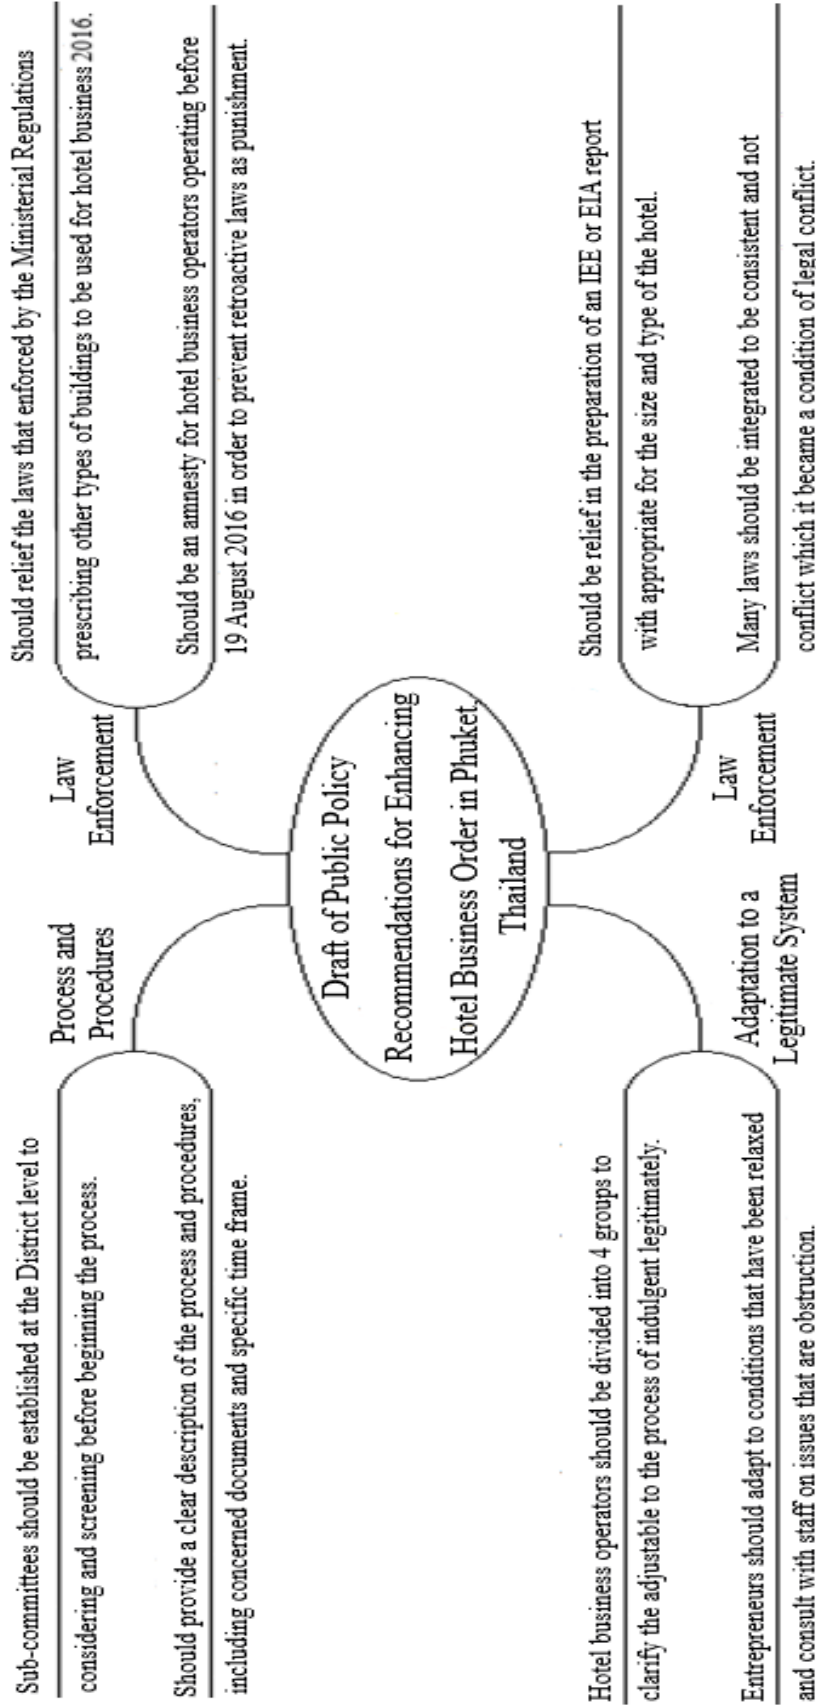 Sub-committees should be established at the District level to
considering and screening before beginning the process.
Should provide a clear description of the process and procedures,
including concerned documents and specific time frame.
Process and
Procedures
Law
Enforcement
Should relief the laws that enforced by the Ministerial Regulations
prescribing other types of buildings to be used for hotel business 2016.
Should be an amnesty for hotel business operators operating before
19 August 2016 in order to prevent retroactive laws as punishment.
Draft of Public Policy
Recommendations for Enhancing
Hotel Business Order in Phuket,
Thailand
Hotel business operators should be divided into 4 groups to
clarify the adjustable to the process of indulgent legitimately.
Entrepreneurs should adapt to conditions that have been relaxed
and consult with staff on issues that are obstruction.
Adaptation to a
Legitimate System
Law
Enforcement
Should be relief in the preparation of an IEE or EIA report
with appropriate for the size and type of the hotel.
Many laws should be integrated to be consistent and not
conflict which it became a condition of legal conflict.